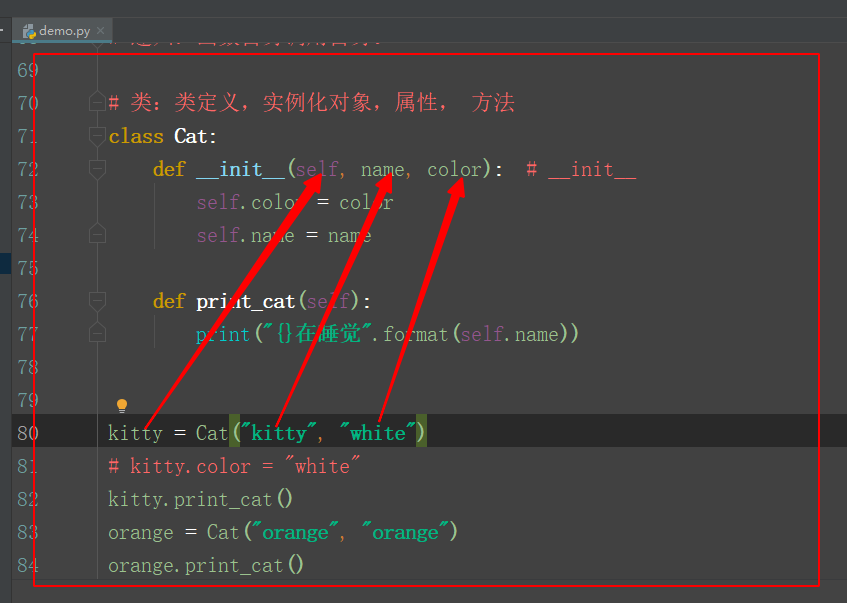 demo.py
69
70 # 类: 类定义, 实例化对象, 属性, 方法
71 class Cat:
72 def __init__(self, name, color): # __init__
73 self.color = color
74 self.name = name
75
76 def print_cat(self):
77 print("{}在睡觉".format(self.name))
78
79
80 kitty = Cat("kitty", "white")
81 # kitty.color = "white"
82 kitty.print_cat()
83 orange = Cat("orange", "orange")
84 orange.print_cat()